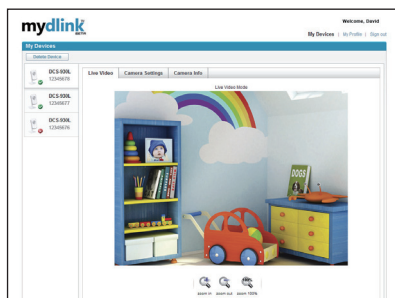 mydlink
BETA
Welcome, David
My Devices | My Profile | Sign out
My Devices
Delete Device
DCS-930L
12345678
DCS-930L
12345677
DCS-930L
12345676
Live Video
Camera Settings
Camera Info
Live Video Mode
DOGS
100%
zoom in
zoom out
zoom 100%